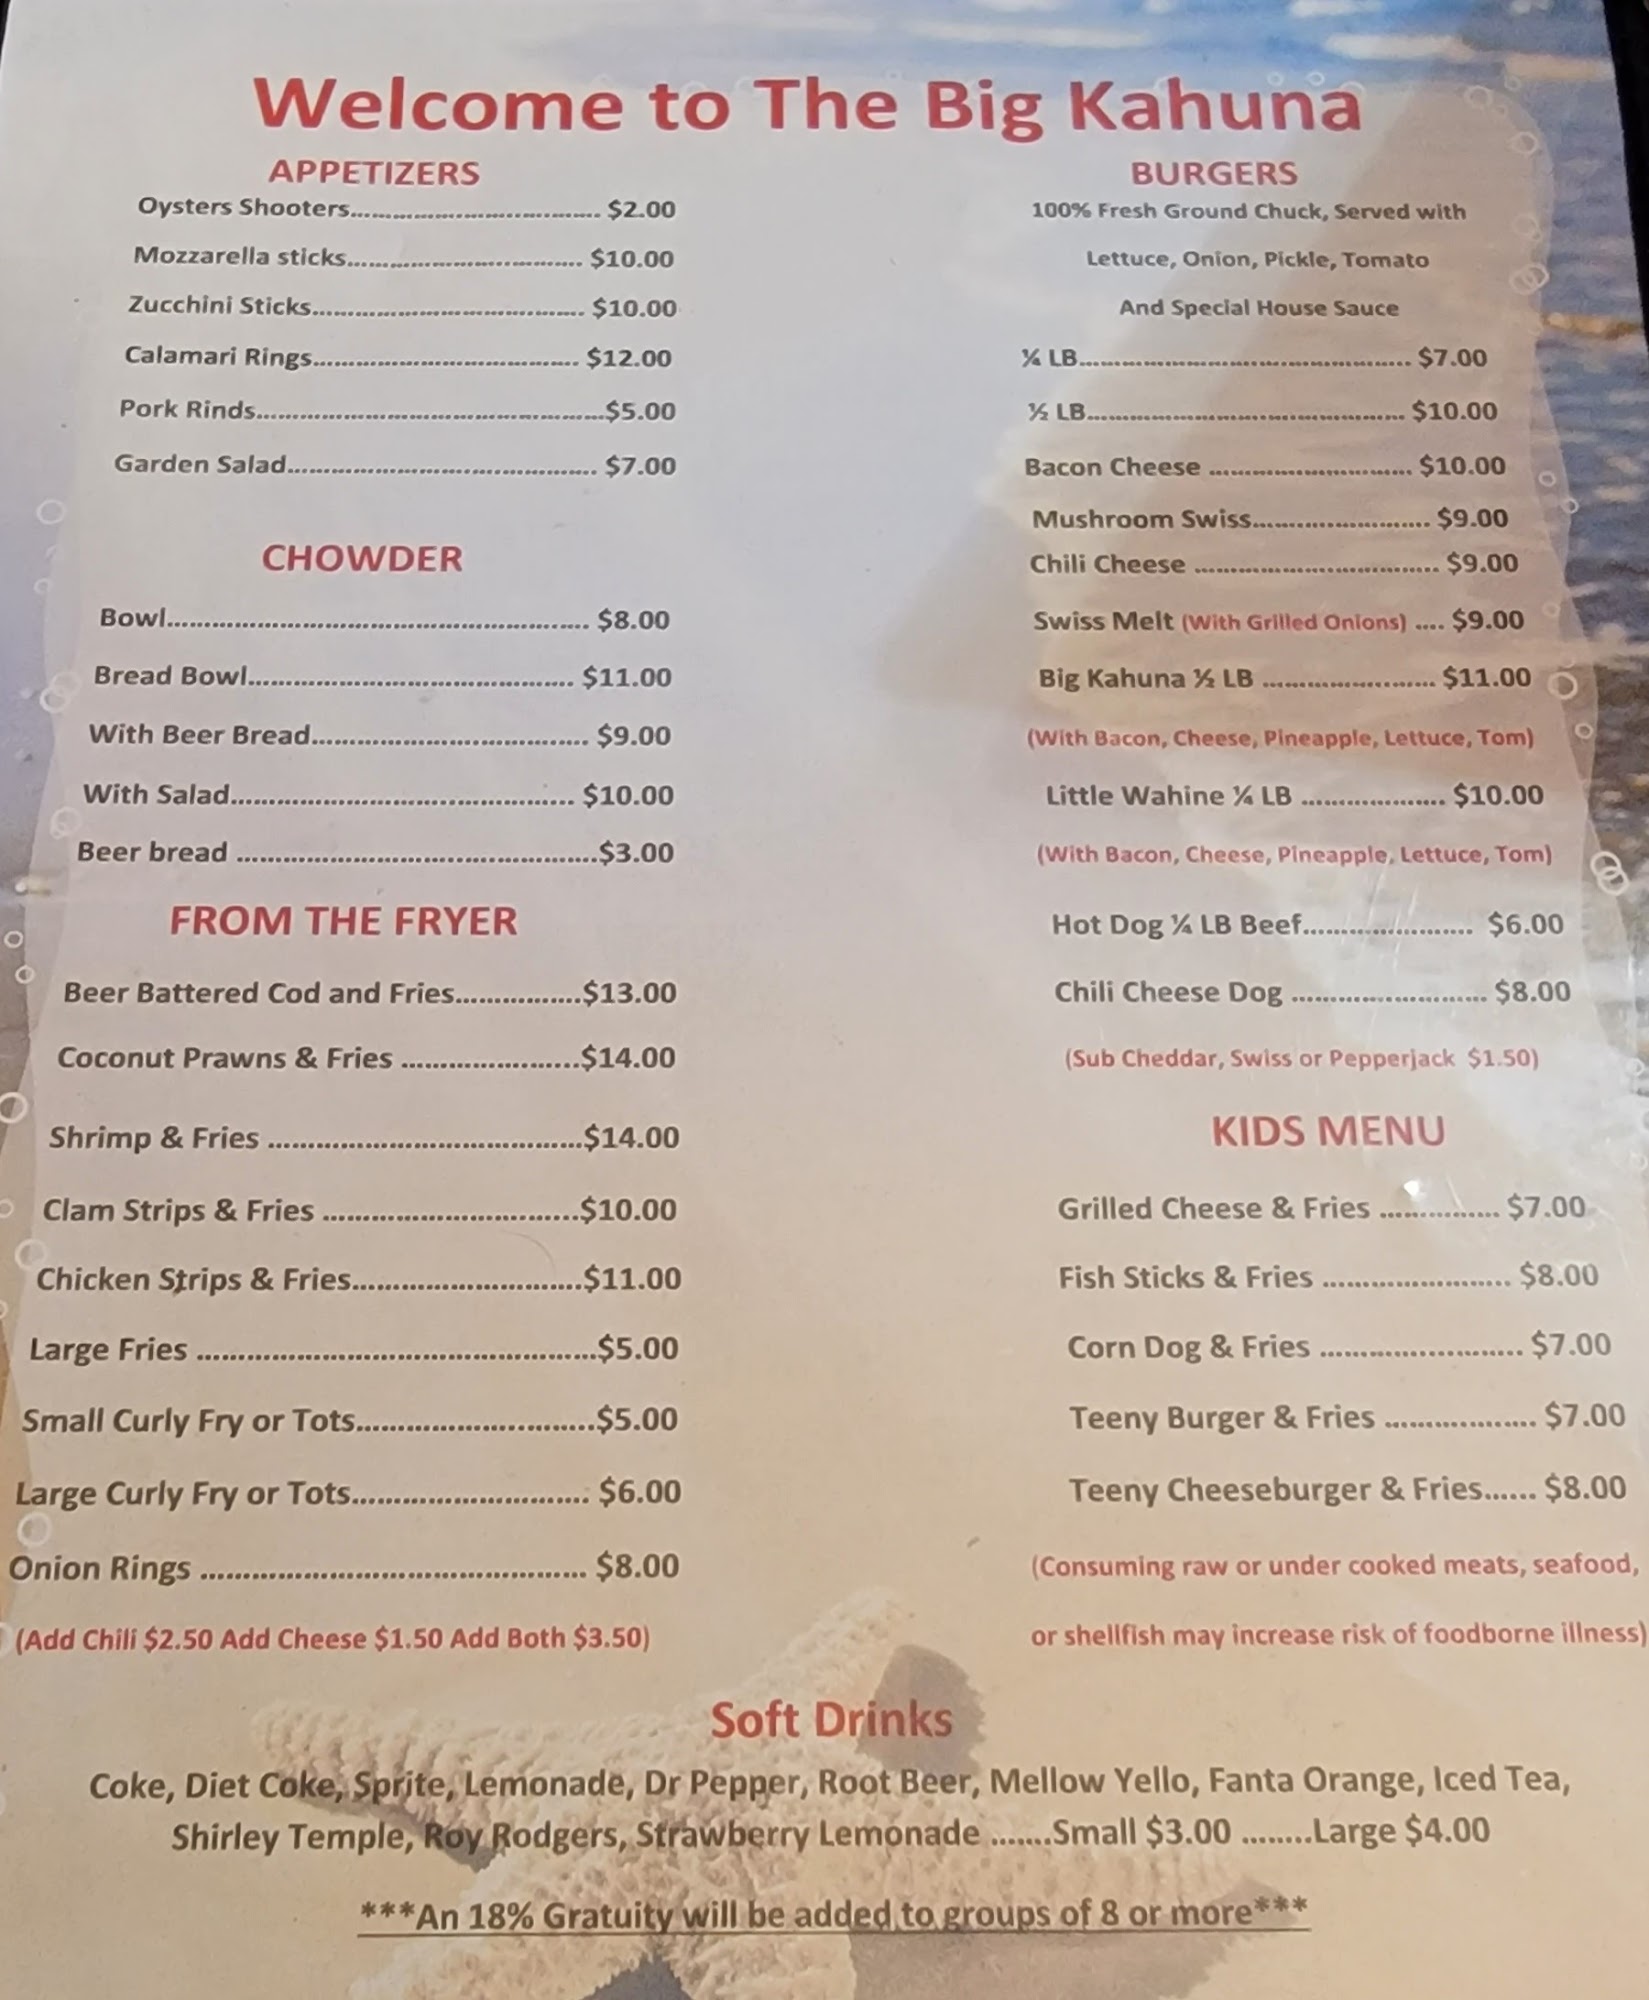 Welcome to The Big Kahuna
APPETIZERS
Oysters Shooters.................................. $2.00
Mozzarella sticks................................. $10.00
Zucchini Sticks...................................... $10.00
Calamari Rings..................................... $12.00
Pork Rinds................................................$5.00
Garden Salad........................................... $7.00
CHOWDER
Bowl........................................................ $8.00
Bread Bowl............................................ $11.00
With Beer Bread..................................... $9.00
With Salad.............................................. $10.00
Beer bread ................................................$3.00
FROM THE FRYER
Beer Battered Cod and Fries................$13.00
Coconut Prawns & Fries ......................$14.00
Shrimp & Fries .......................................$14.00
Clam Strips & Fries ...............................$10.00
Chicken Strips & Fries............................$11.00
Large Fries ...............................................$5.00
Small Curly Fry or Tots............................$5.00
Large Curly Fry or Tots............................ $6.00
Onion Rings .............................................. $8.00
(Add Chili $2.50 Add Cheese $1.50 Add Both $3.50)
BURGERS
100% Fresh Ground Chuck, Served with
Lettuce, Onion, Pickle, Tomato
And Special House Sauce
¼ LB.............................................. $7.00
½ LB............................................ $10.00
Bacon Cheese ............................ $10.00
Mushroom Swiss........................ $9.00
Chili Cheese .................................. $9.00
Swiss Melt (With Grilled Onions) .... $9.00
Big Kahuna ½ LB ....................... $11.00
(With Bacon, Cheese, Pineapple, Lettuce, Tom)
Little Wahine ¼ LB ................... $10.00
(With Bacon, Cheese, Pineapple, Lettuce, Tom)
Hot Dog ¼ LB Beef...................... $6.00
Chili Cheese Dog ......................... $8.00
(Sub Cheddar, Swiss or Pepperjack $1.50)
KIDS MENU
Grilled Cheese & Fries ............... $7.00
Fish Sticks & Fries ....................... $8.00
Corn Dog & Fries ......................... $7.00
Teeny Burger & Fries .................. $7.00
Teeny Cheeseburger & Fries...... $8.00
(Consuming raw or under cooked meats, seafood,
or shellfish may increase risk of foodborne illness)
Soft Drinks
Coke, Diet Coke, Sprite, Lemonade, Dr Pepper, Root Beer, Mellow Yello, Fanta Orange, Iced Tea,
Shirley Temple, Roy Rodgers, Strawberry Lemonade .......Small $3.00 ........Large $4.00
***An 18% Gratuity will be added to groups of 8 or more***